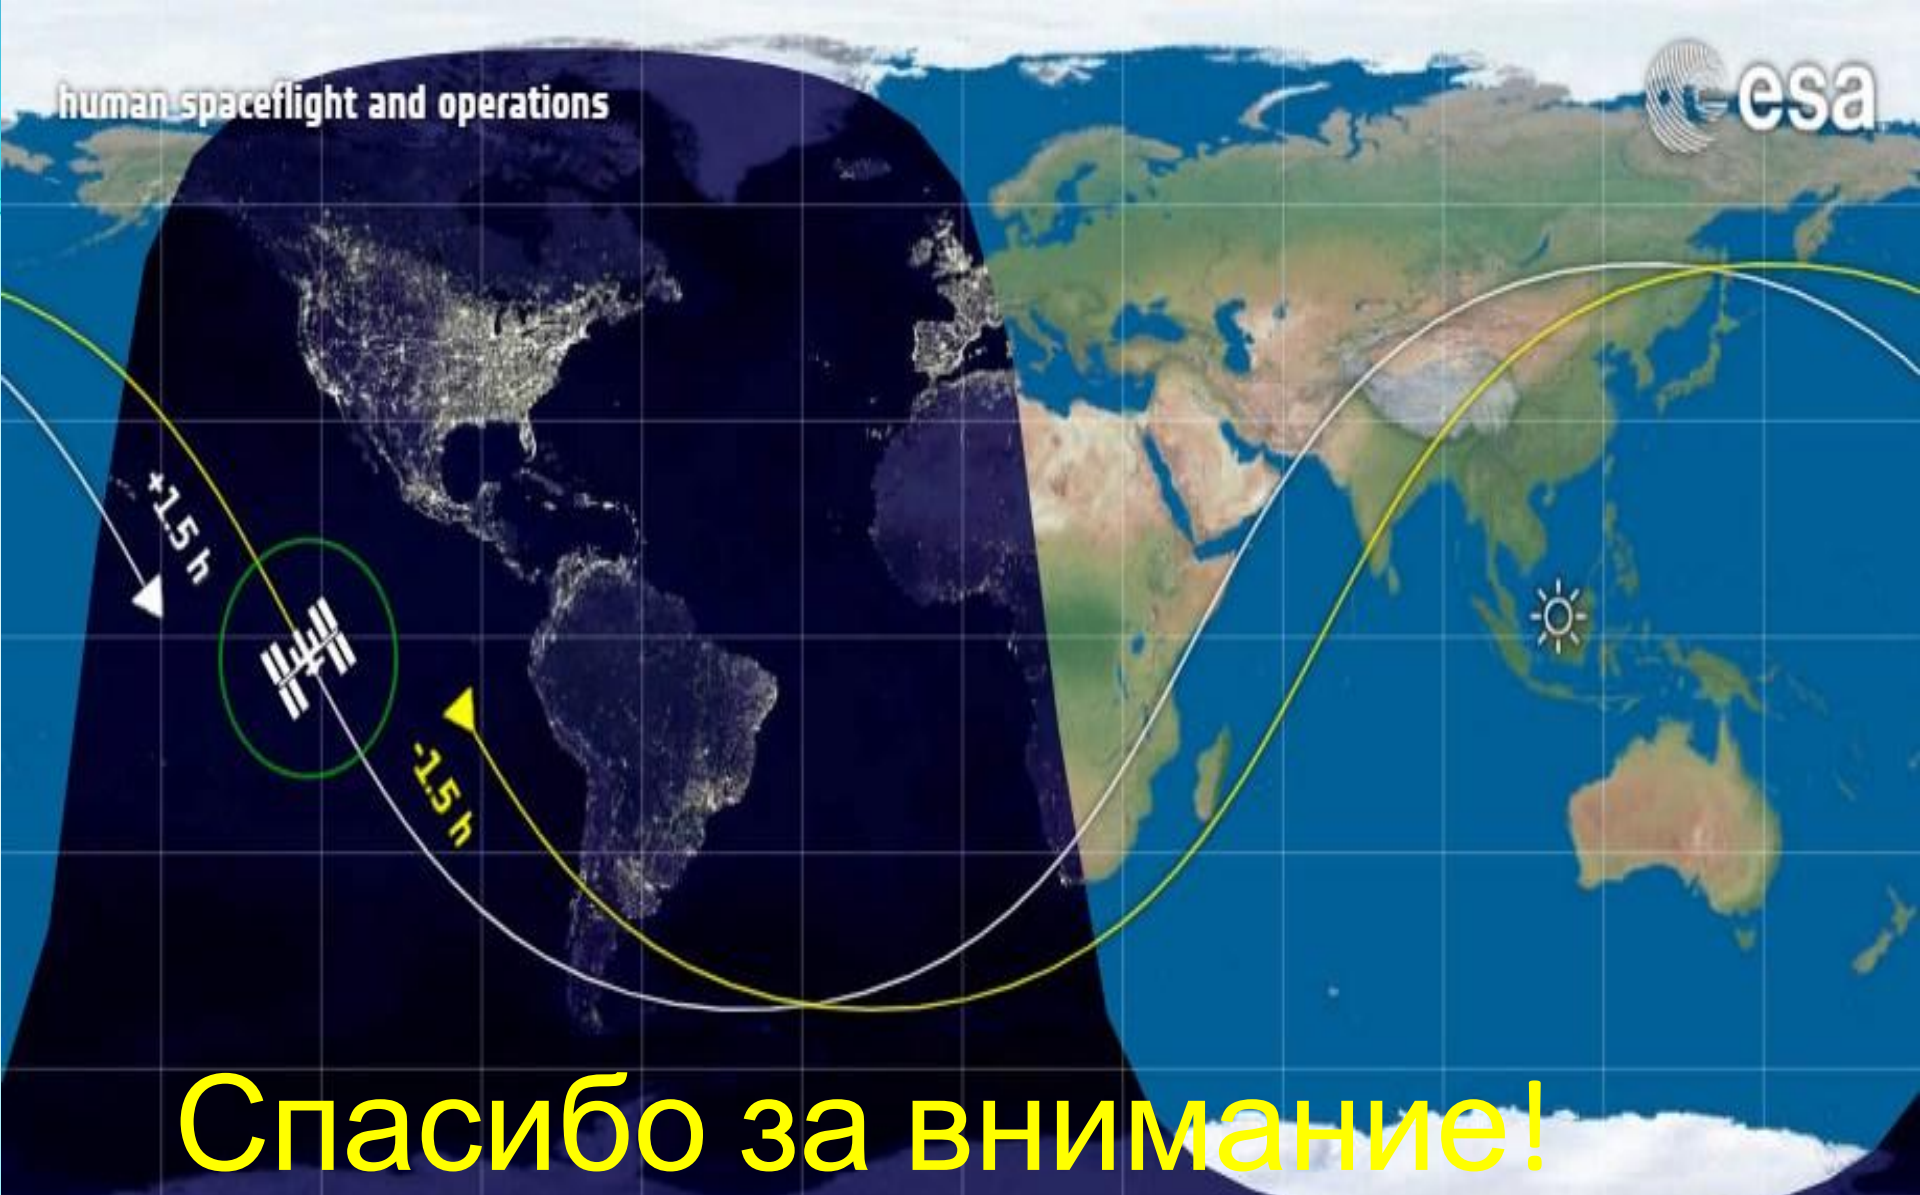 human spaceflight and operations
esa
+1.5 h
-1.5 h
Спасибо за внимание!